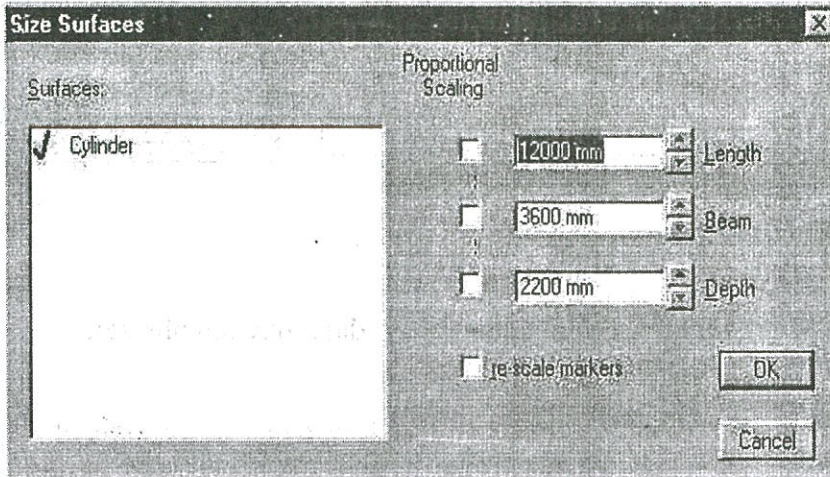 Size Surfaces
Proportional
Scaling
Surfaces:
Cylinder
12000 mm
Length
3600 mm
Beam
2200 mm
Depth
re-scale markers
OK
Cancel